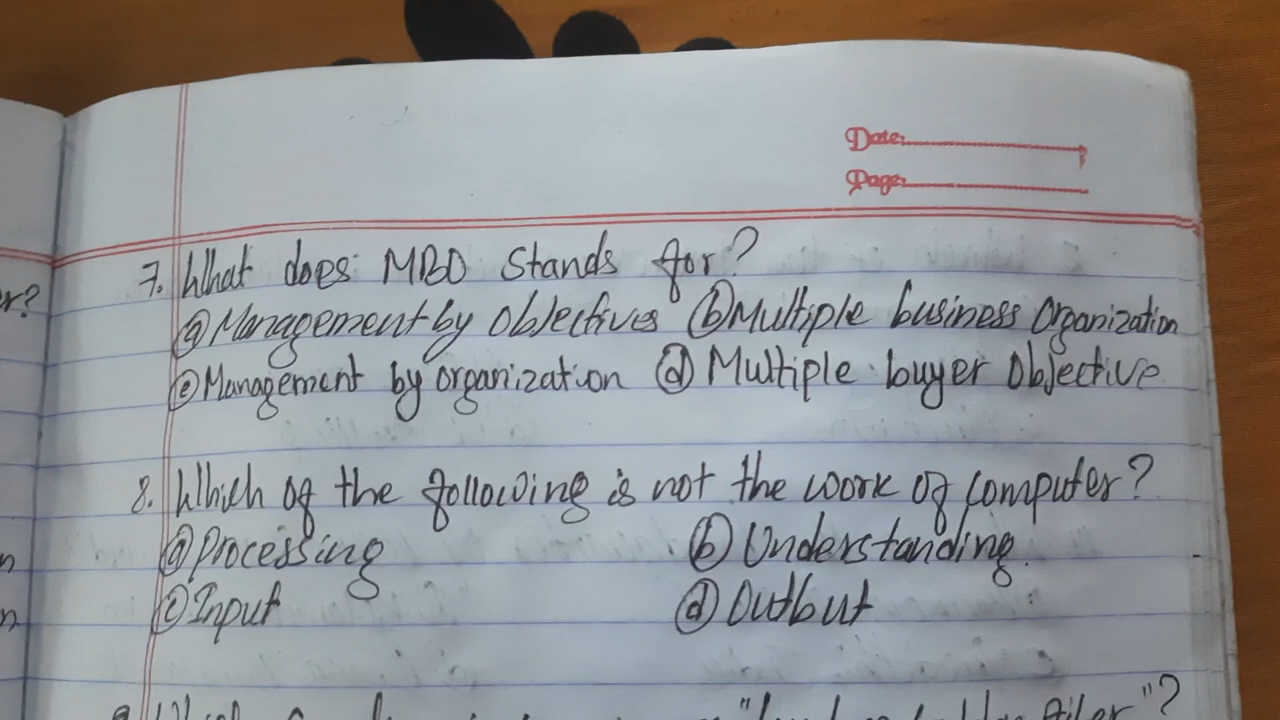 Date:
Page:
r?
7. What does MBO Stands for?
ⓐ Management by Objectives ⓑ Multiple business Organization
ⓒ Management by organization ⓓ Multiple buyer Objective
8. Which of the following is not the work of computer?
ⓐ Processing ⓑ Understanding.
n
ⓒ Input ⓓ Outbut
n
"?